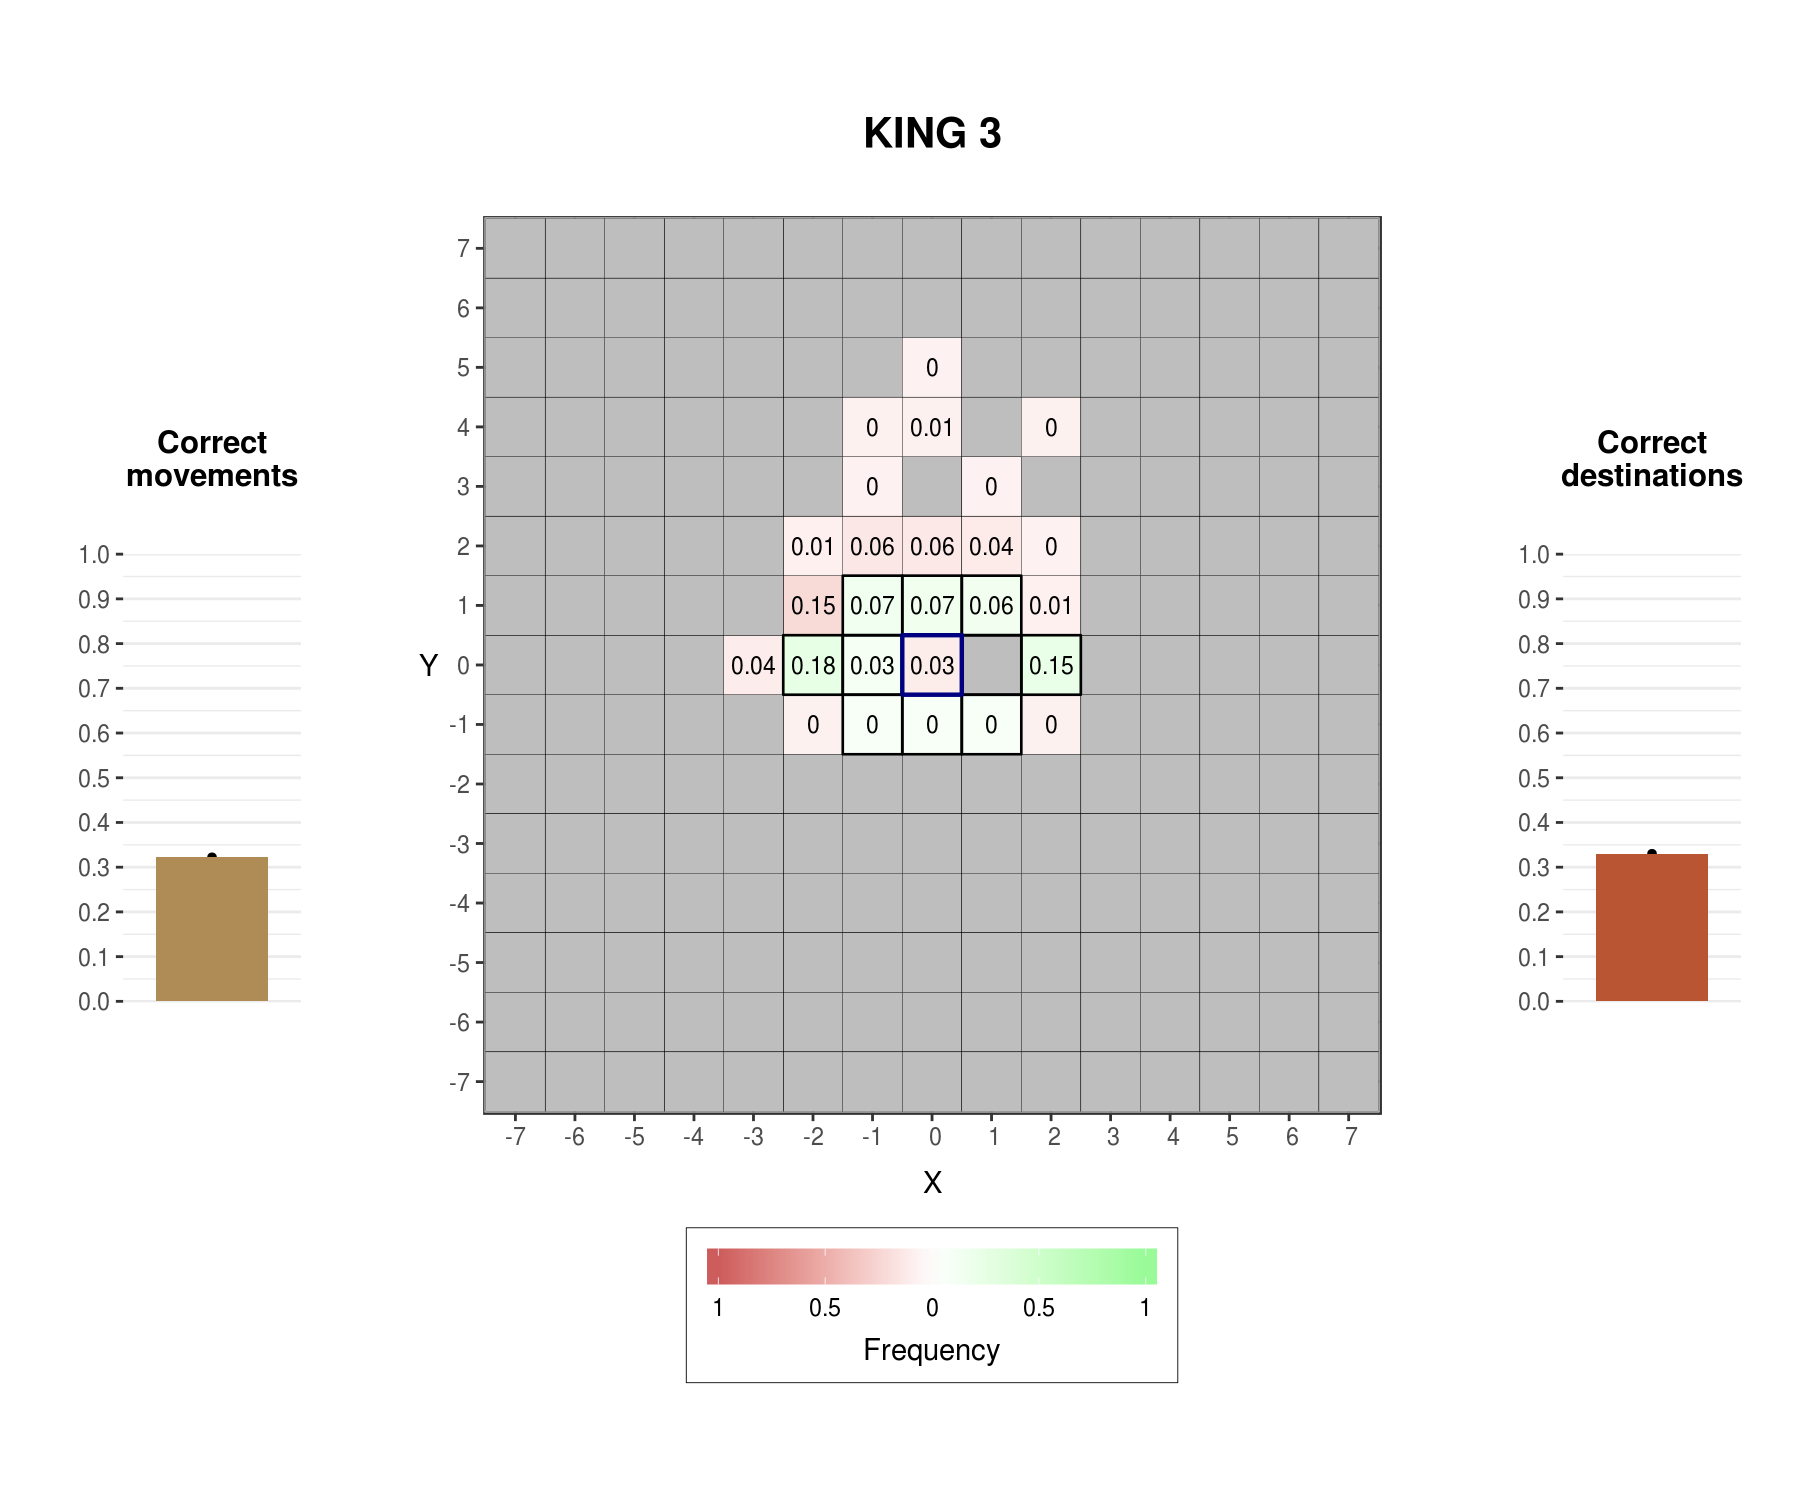 KING 3
Correct
movements
1.0
0.9
0.8
0.7
0.6
0.5
0.4
0.3
0.2
0.1
0.0
Y
7
6
5 0
4 0 0.01 0
3 0 0
2 0.01 0.06 0.06 0.04 0
1 0.15 0.07 0.07 0.06 0.01
0 0.04 0.18 0.03 0.03 0.15
-1 0 0 0 0 0
-2
-3
-4
-5
-6
-7
-7 -6 -5 -4 -3 -2 -1 0 1 2 3 4 5 6 7
X
1 0.5 0 0.5 1
Frequency
Correct
destinations
1.0
0.9
0.8
0.7
0.6
0.5
0.4
0.3
0.2
0.1
0.0